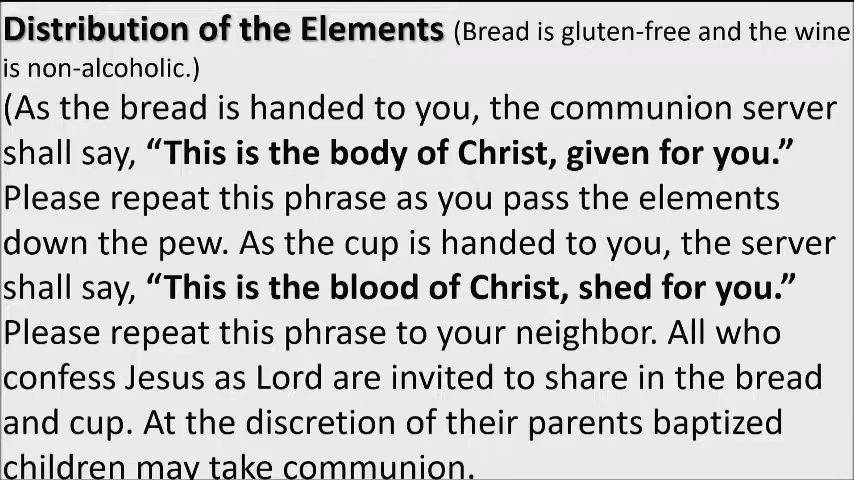 Distribution of the Elements (Bread is gluten-free and the wine
is non-alcoholic.)
(As the bread is handed to you, the communion server
shall say, “This is the body of Christ, given for you.”
Please repeat this phrase as you pass the elements
down the pew. As the cup is handed to you, the server
shall say, “This is the blood of Christ, shed for you.”
Please repeat this phrase to your neighbor. All who
confess Jesus as Lord are invited to share in the bread
and cup. At the discretion of their parents baptized
children may take communion.